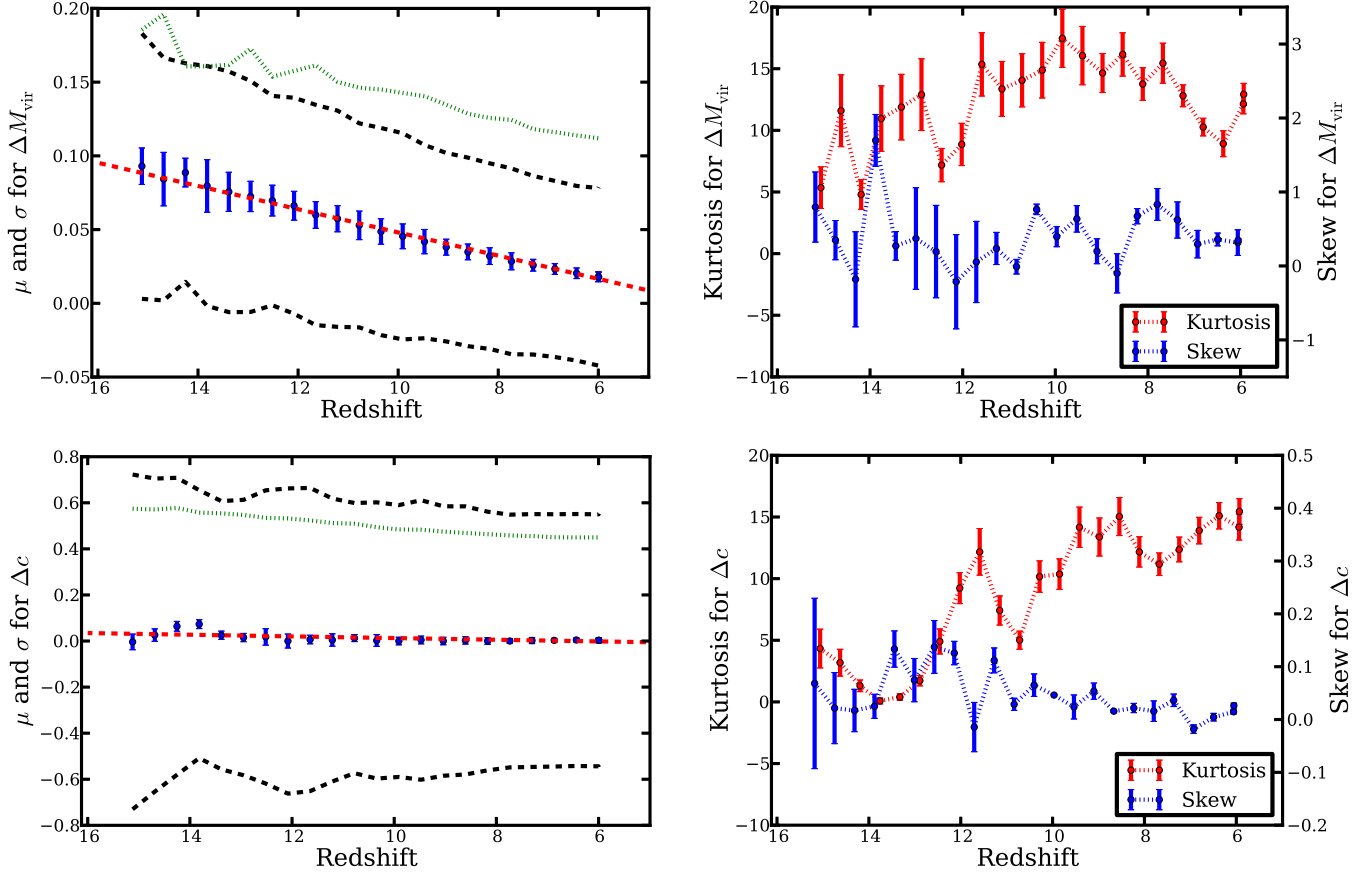 0.20
0.15
0.10
0.05
0.00
−0.05
μ and σ for ΔMvir
16 14 12 10 8 6
Redshift
20
15
10
5
0
−5
−10
Kurtosis for ΔMvir
3
2
1
0
−1
Skew for ΔMvir
Kurtosis
Skew
16 14 12 10 8 6
Redshift
0.8
0.6
0.4
0.2
0.0
−0.2
−0.4
−0.6
−0.8
μ and σ for Δc
16 14 12 10 8 6
Redshift
20
15
10
5
0
−5
−10
Kurtosis for Δc
0.5
0.4
0.3
0.2
0.1
0.0
−0.1
−0.2
Skew for Δc
Kurtosis
Skew
16 14 12 10 8 6
Redshift